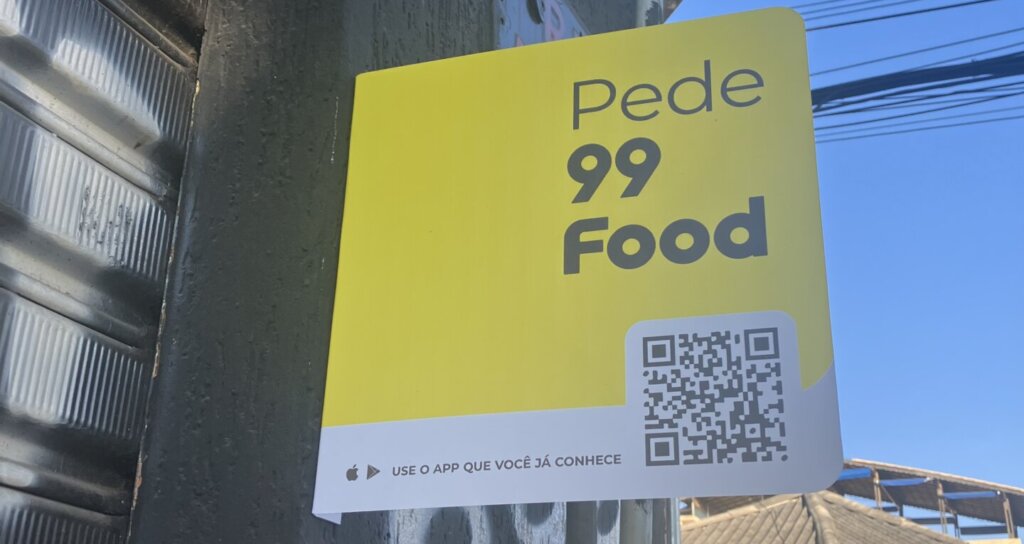 Pede
99
Food
USE O APP QUE VOCÊ JÁ CONHECE